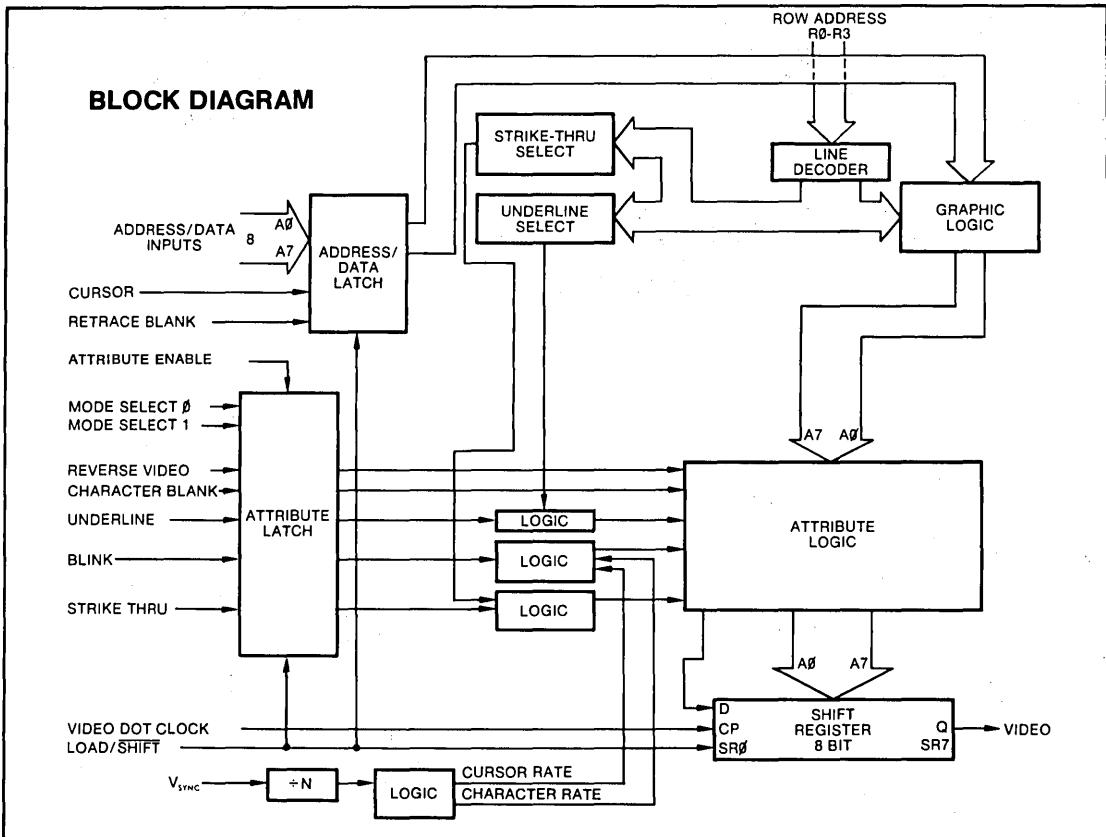 BLOCK DIAGRAM
ROW ADDRESS
RØ-R3
STRIKE-THRU
SELECT
LINE
DECODER
UNDERLINE
SELECT
GRAPHIC
LOGIC
ADDRESS/DATA
INPUTS
8
AØ
A7
ADDRESS/
DATA
LATCH
CURSOR
RETRACE BLANK
ATTRIBUTE ENABLE
MODE SELECT Ø
MODE SELECT 1
REVERSE VIDEO
CHARACTER BLANK
UNDERLINE
BLINK
STRIKE THRU
ATTRIBUTE
LATCH
LOGIC
LOGIC
LOGIC
A7 AØ
ATTRIBUTE
LOGIC
AØ A7
VIDEO DOT CLOCK
LOAD/S̅H̅I̅F̅T̅
D
CP
SRØ
SHIFT
REGISTER
8 BIT
Q
SR7
VIDEO
VSYNC
÷N
LOGIC
CURSOR RATE
CHARACTER RATE